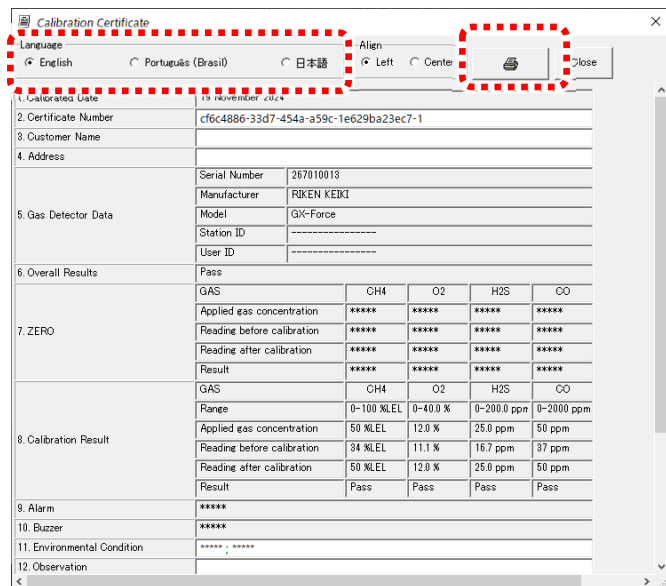 Calibration Certificate
Language
English Português (Brasil) 日本語
Align
Left Center
Close
1. Calibrated Date 19 November 2024
2. Certificate Number cf6c4886-33d7-454a-a59c-1e629ba23ec7-1
3. Customer Name
4. Address
5. Gas Detector Data
Serial Number 267010013
Manufacturer RIKEN KEIKI
Model GX-Force
Station ID ----------------
User ID ----------------
6. Overall Results Pass
7. ZERO
GAS CH4 O2 H2S CO
Applied gas concentration ***** ***** ***** *****
Reading before calibration ***** ***** ***** *****
Reading after calibration ***** ***** ***** *****
Result ***** ***** ***** *****
8. Calibration Result
GAS CH4 O2 H2S CO
Range 0-100 %LEL 0-40.0 % 0-200.0 ppm 0-2000 ppm
Applied gas concentration 50 %LEL 12.0 % 25.0 ppm 50 ppm
Reading before calibration 34 %LEL 11.1 % 16.7 ppm 37 ppm
Reading after calibration 50 %LEL 12.0 % 25.0 ppm 50 ppm
Result Pass Pass Pass Pass
9. Alarm *****
10. Buzzer *****
11. Environmental Condition ***** ; *****
12. Observation